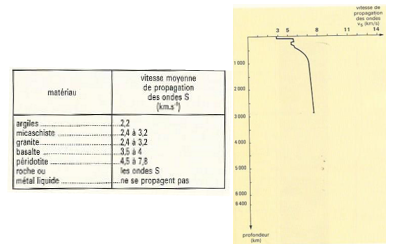 matériau
vitesse moyenne
de propagation
des ondes S
(km.s⁻¹)
argiles ........ 2,2
micaschiste ........ 2,4 à 3,2
granite ........ 2,4 à 3,2
basalte ........ 3,5 à 4
péridotite ........ 4,5 à 7,8
roche ou ........ les ondes S
métal liquide ........ ne se propagent pas
vitesse de
propagation
des ondes
vs (km/s)
3 5 8 11 14
1 000
2 000
3 000
4 000
5 000
6 000
6 400
profondeur
(km)